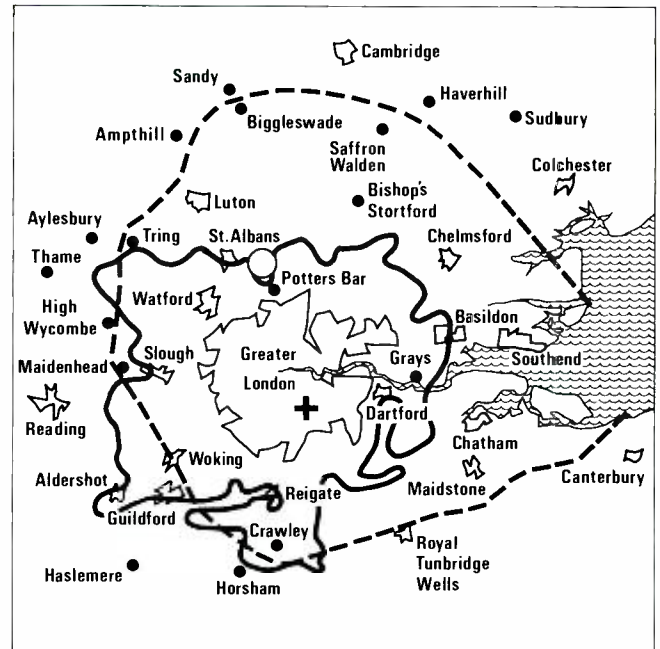 Cambridge
Sandy
Haverhill
Biggleswade
Sudbury
Ampthill
Saffron
Walden
Colchester
Luton
Bishop's
Stortford
Aylesbury
Tring
St. Albans
Chelmsford
Thame
Potters Bar
Watford
High
Wycombe
Basildon
Greater
London
Slough
Grays
Southend
Maidenhead
Dartford
Reading
Chatham
Woking
Canterbury
Aldershot
Reigate
Maidstone
Guildford
Crawley
Royal
Tunbridge
Wells
Haslemere
Horsham